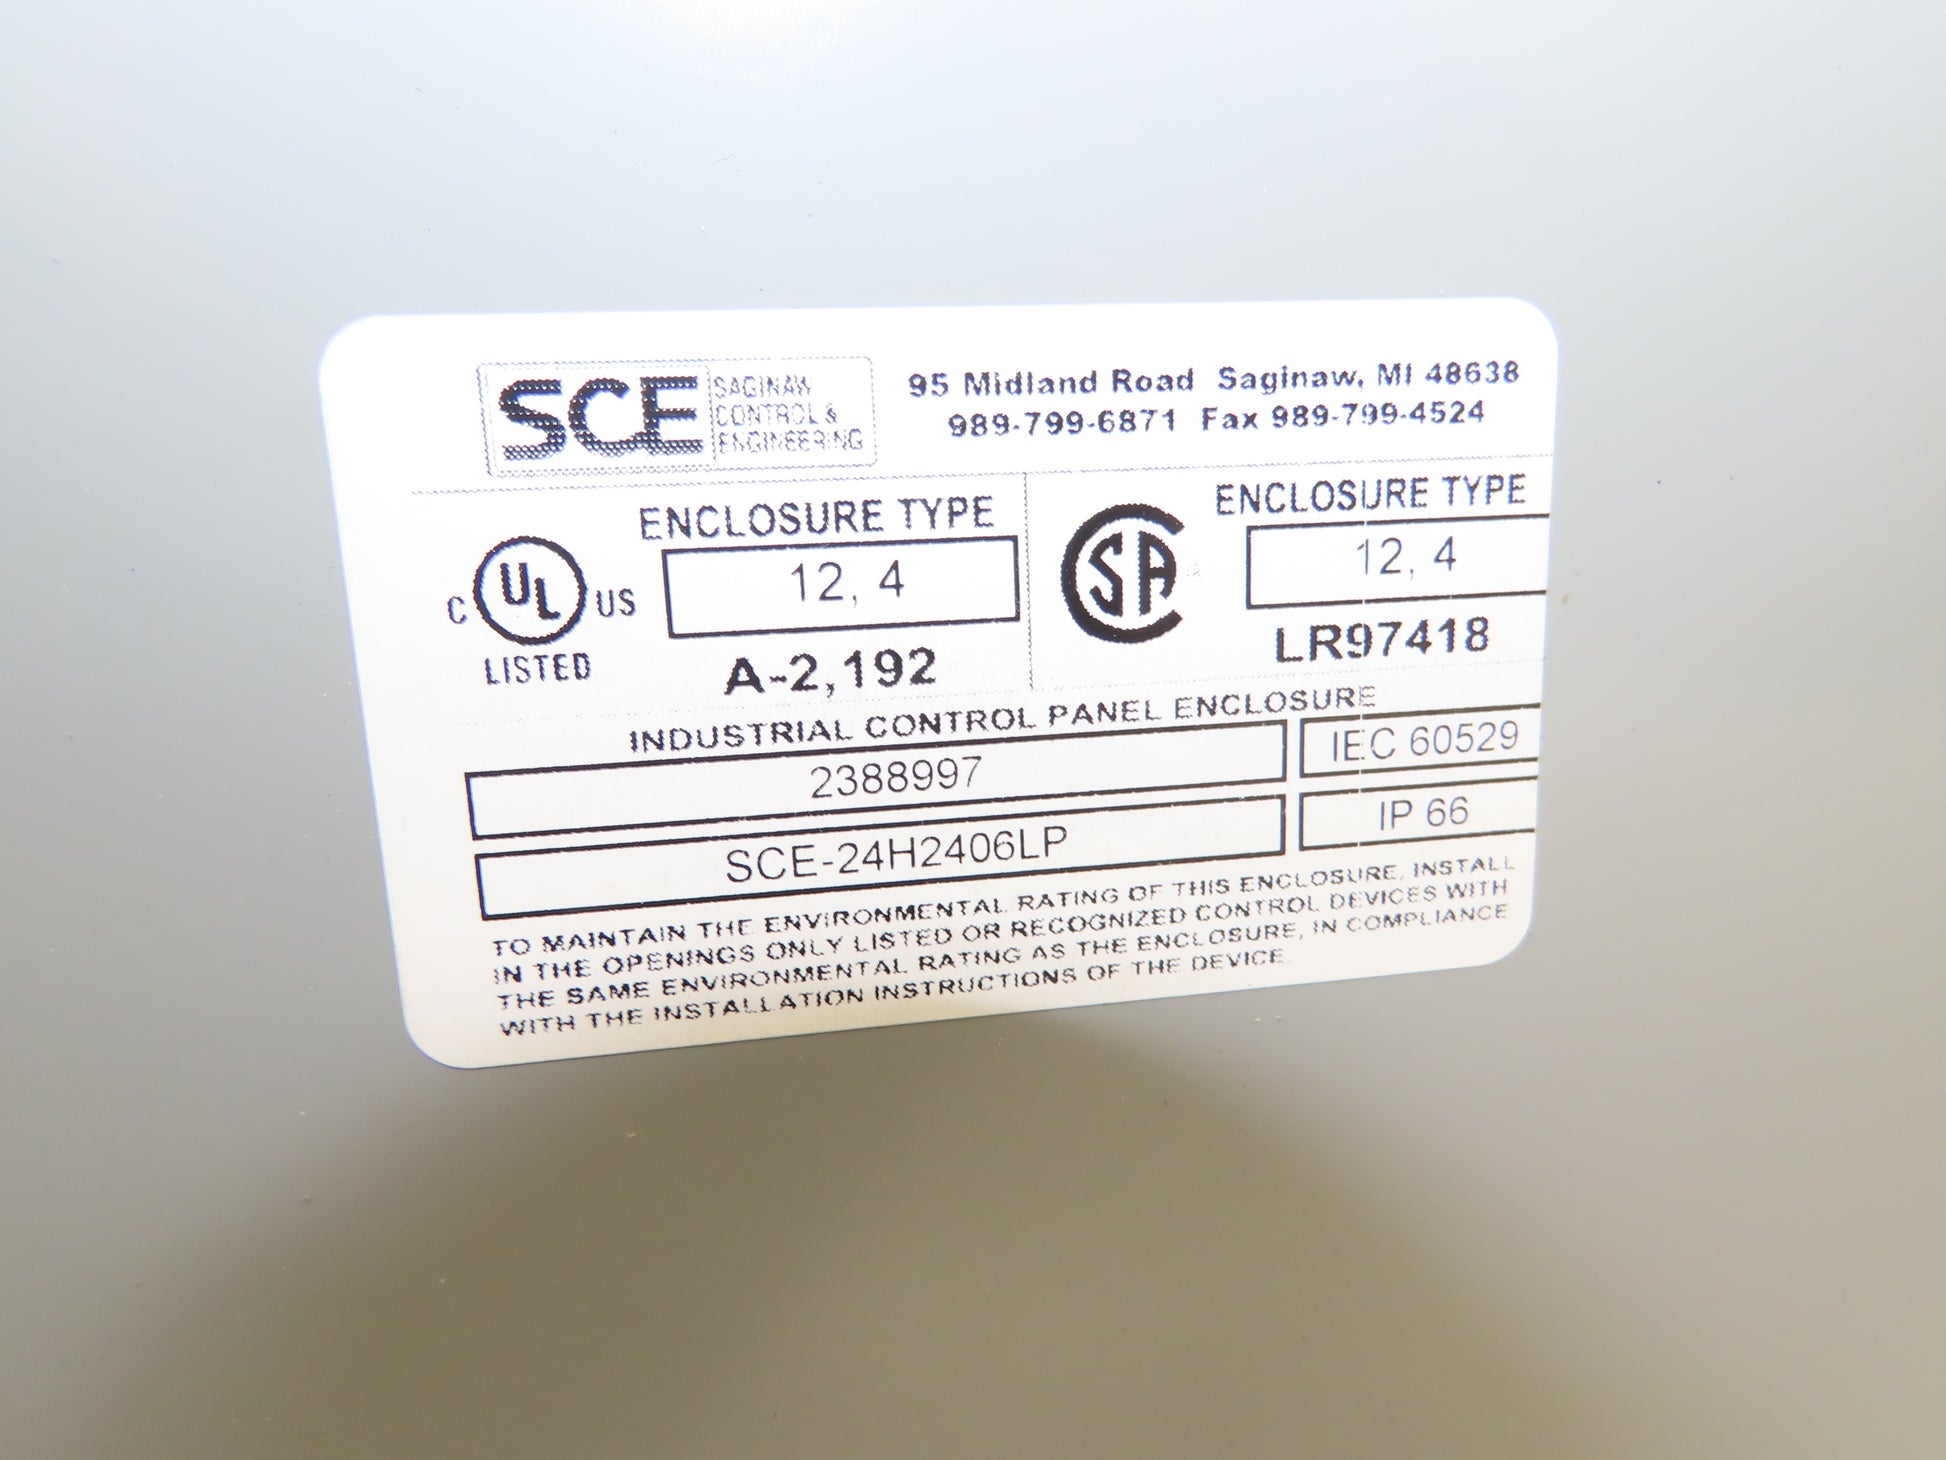 SCE SAGINAW
CONTROL &
ENGINEERING
95 Midland Road Saginaw, MI 48638
989-799-6871 Fax 989-799-4524
C UL US
LISTED
ENCLOSURE TYPE
12, 4
A-2,192
CSA
ENCLOSURE TYPE
12, 4
LR97418
INDUSTRIAL CONTROL PANEL ENCLOSURE
2388997
IEC 60529
SCE-24H2406LP
IP 66
TO MAINTAIN THE ENVIRONMENTAL RATING OF THIS ENCLOSURE, INSTALL
IN THE OPENINGS ONLY LISTED OR RECOGNIZED CONTROL DEVICES WITH
THE SAME ENVIRONMENTAL RATING AS THE ENCLOSURE, IN COMPLIANCE
WITH THE INSTALLATION INSTRUCTIONS OF THE DEVICE.